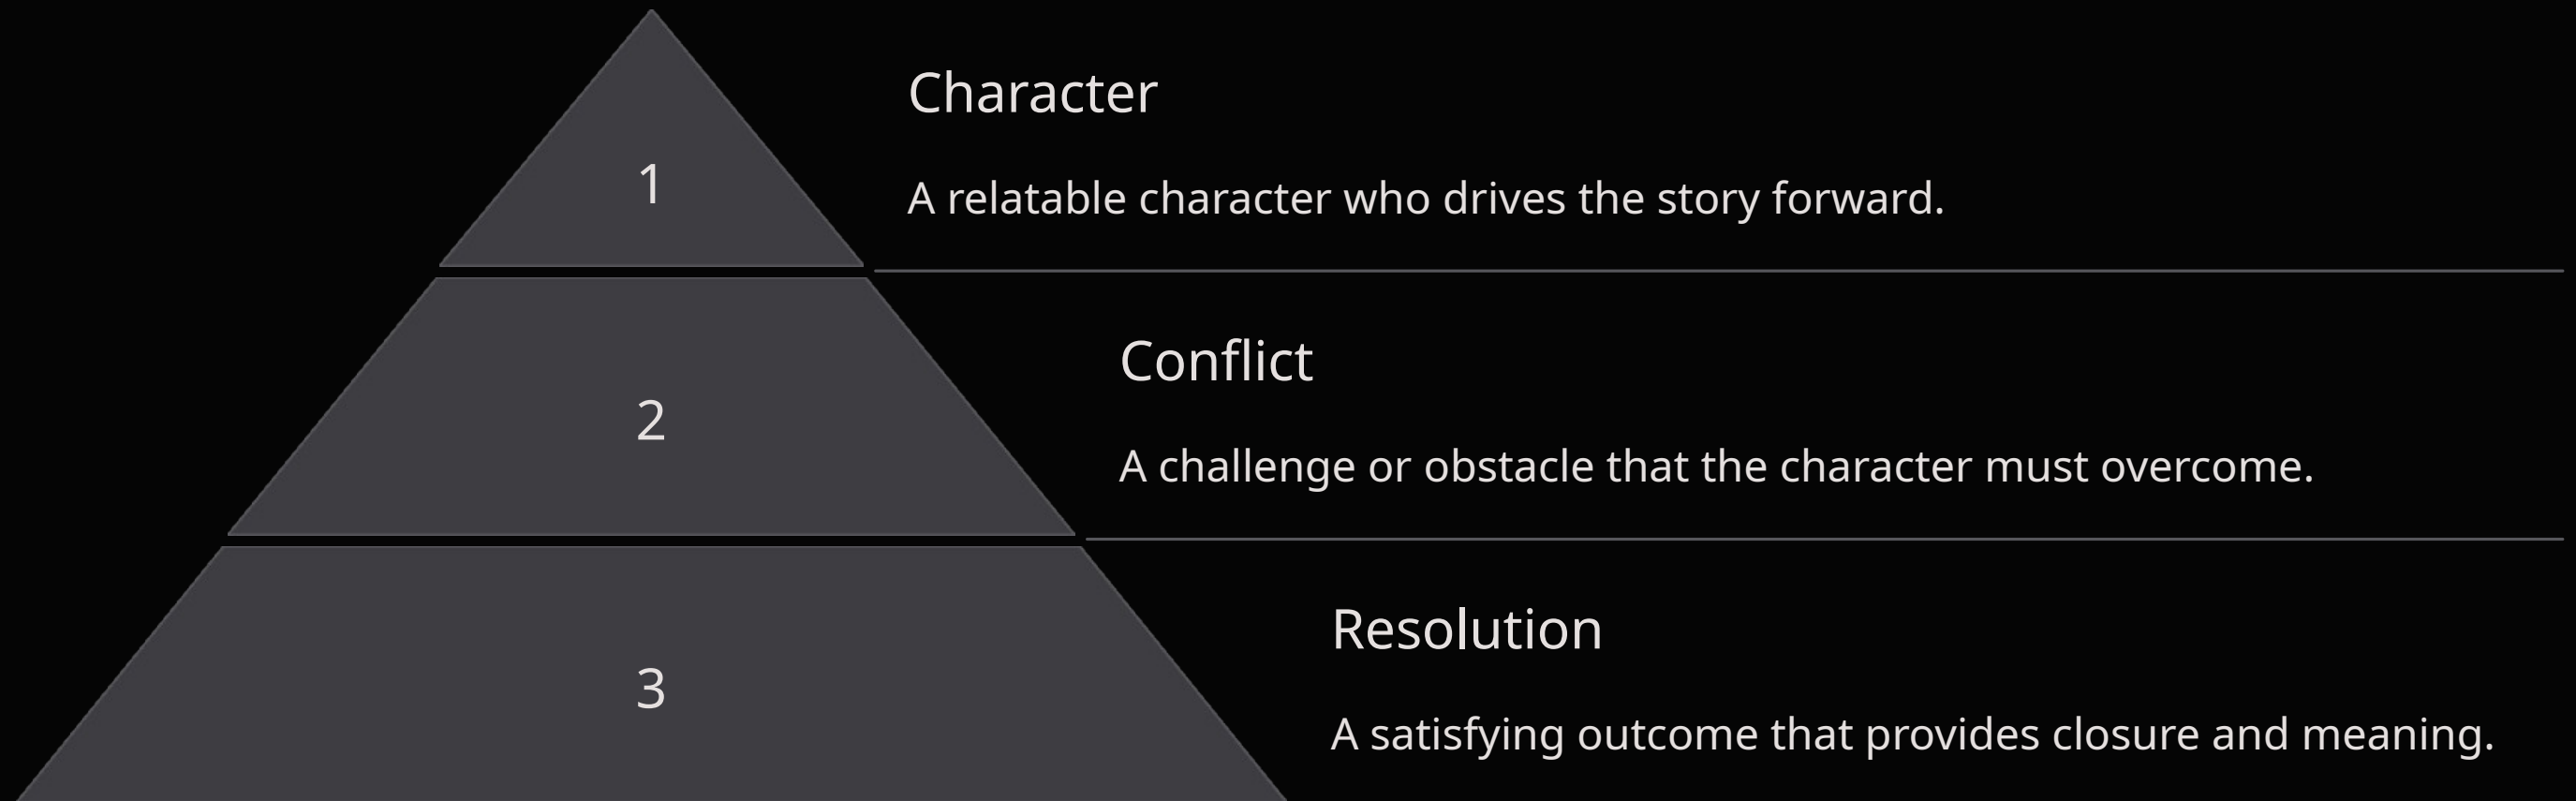 1
Character
A relatable character who drives the story forward.
2
Conflict
A challenge or obstacle that the character must overcome.
3
Resolution
A satisfying outcome that provides closure and meaning.